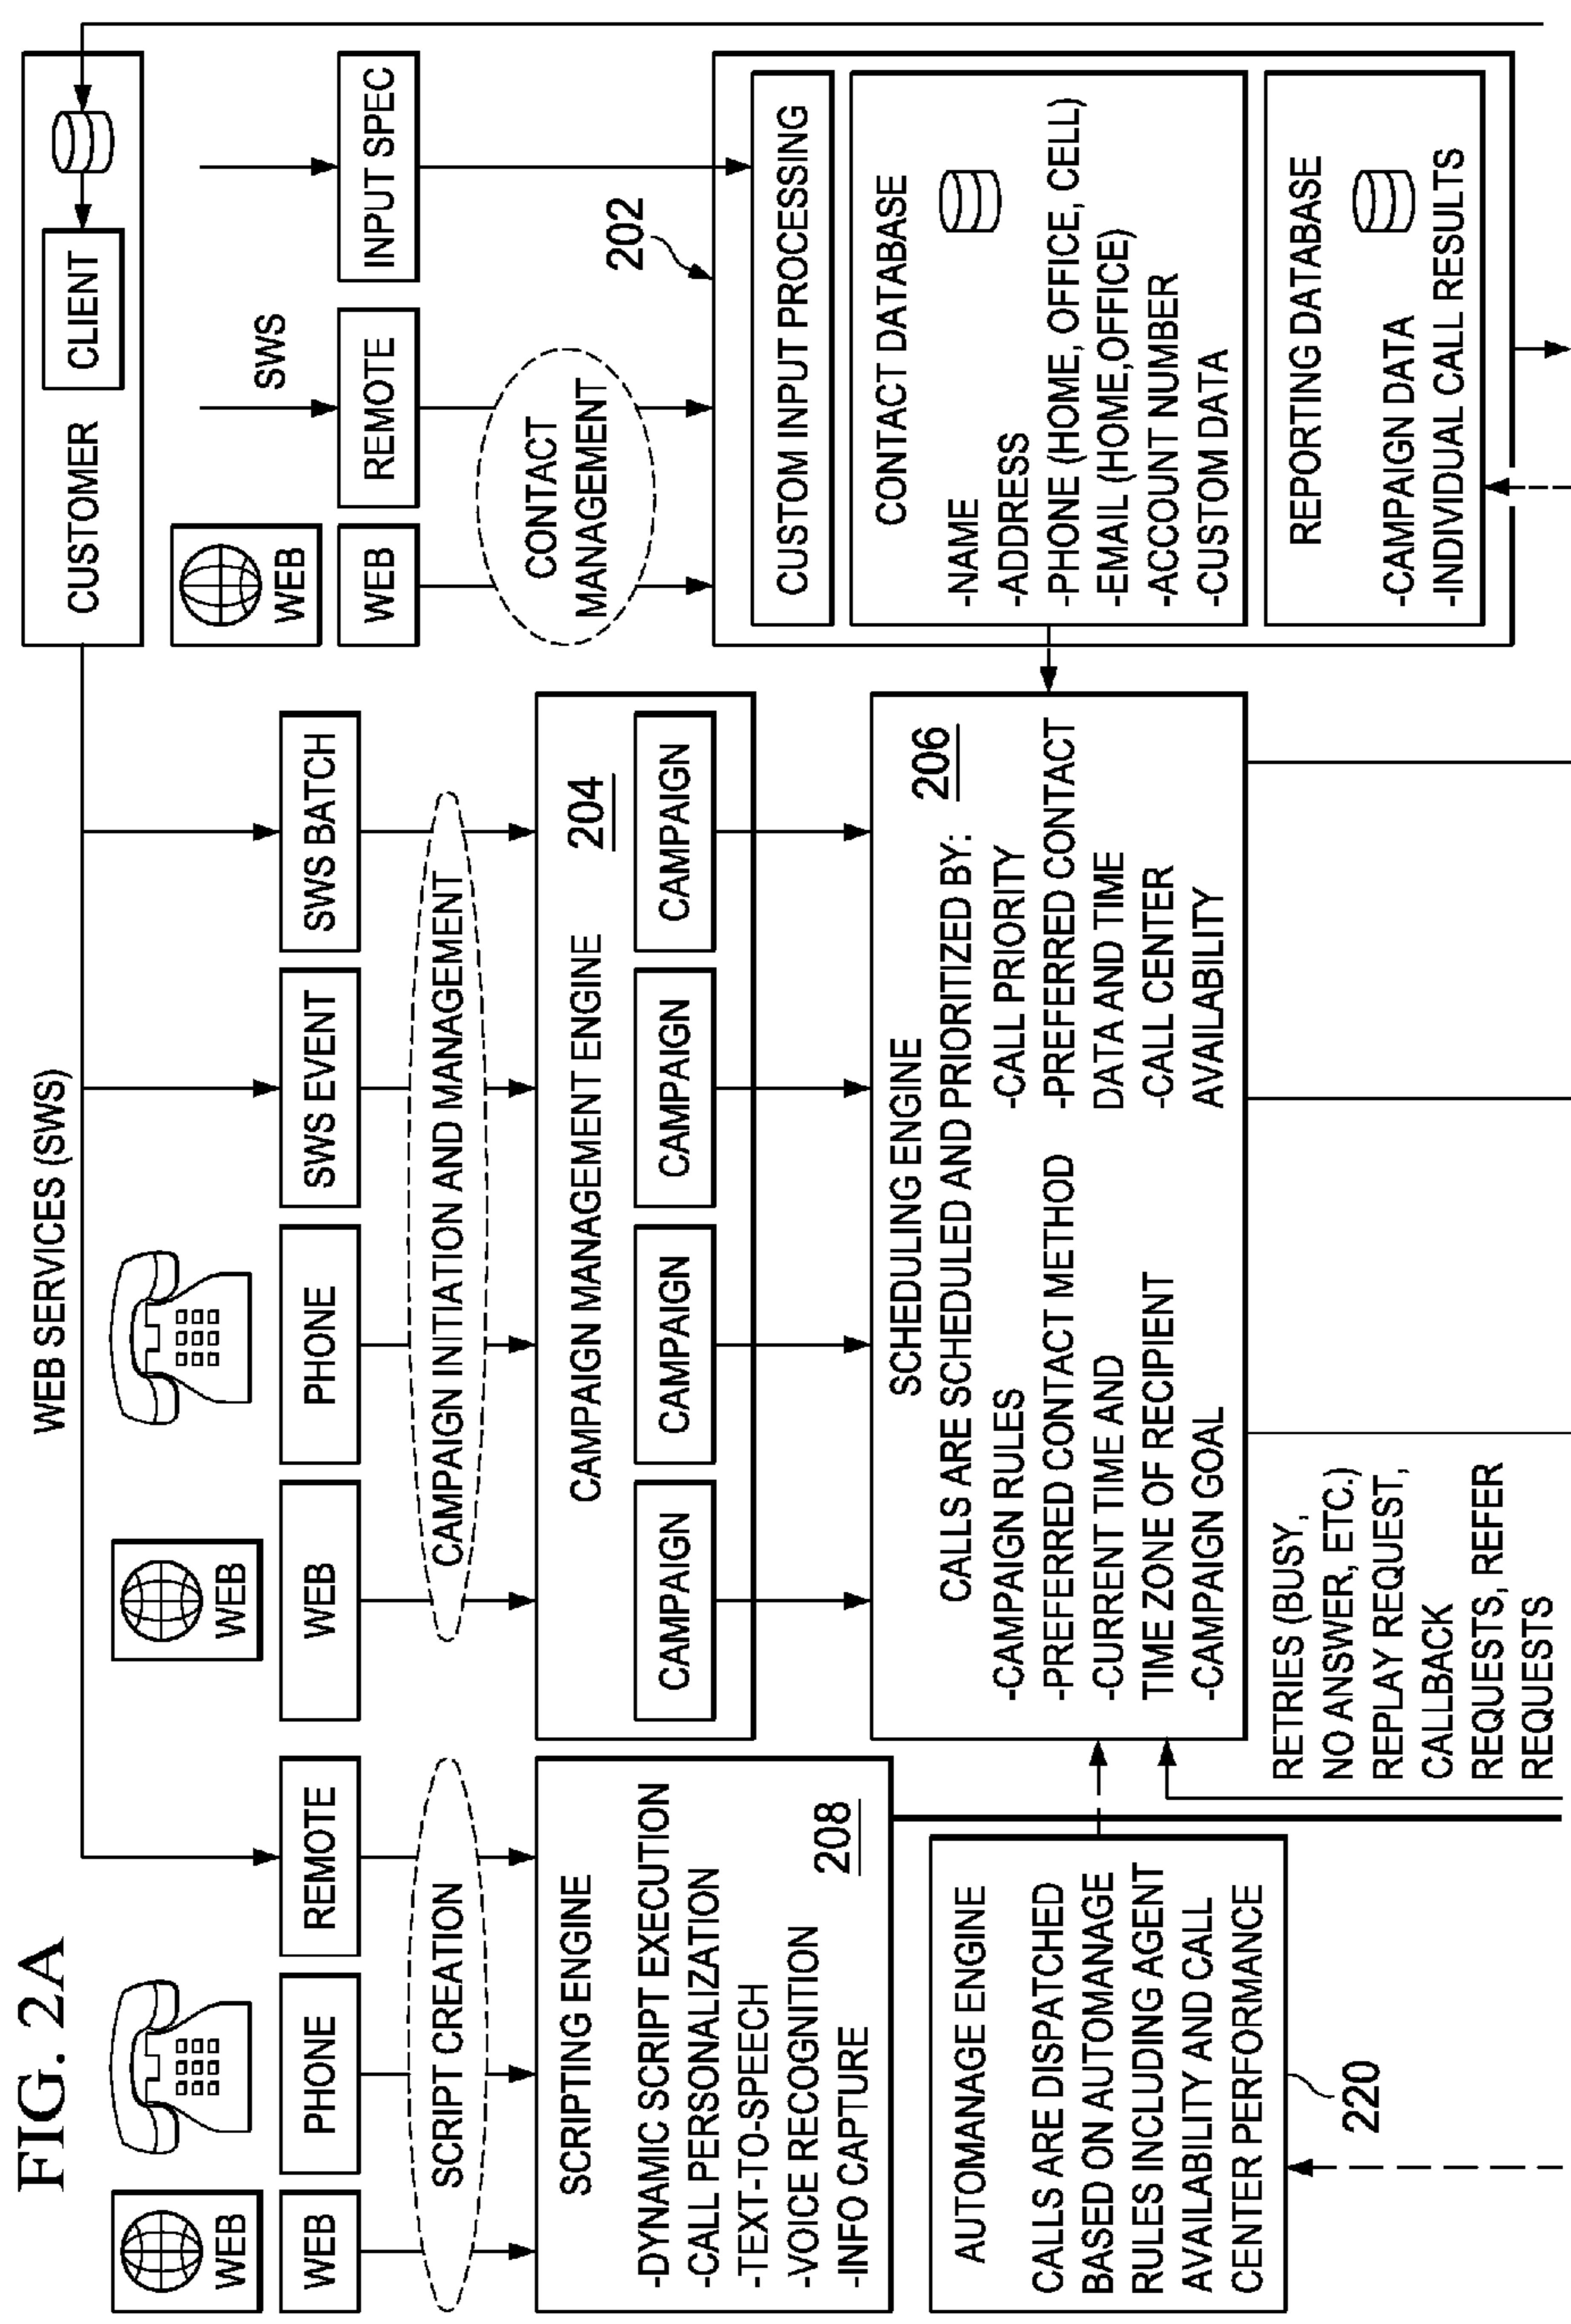 FIG. 2A
WEB SERVICES (SWS)
CUSTOMER
CLIENT
WEB
WEB
PHONE
REMOTE
SCRIPT CREATION
SCRIPTING ENGINE
-DYNAMIC SCRIPT EXECUTION
-CALL PERSONALIZATION
-TEXT-TO-SPEECH
-VOICE RECOGNITION
-INFO CAPTURE
208
WEB
WEB
PHONE
SWS EVENT
SWS BATCH
CAMPAIGN INITIATION AND MANAGEMENT
CAMPAIGN MANAGEMENT ENGINE
204
CAMPAIGN
CAMPAIGN
CAMPAIGN
CAMPAIGN
WEB
WEB
SWS
REMOTE
INPUT SPEC
CONTACT
MANAGEMENT
202
CUSTOM INPUT PROCESSING
CONTACT DATABASE
-NAME
-ADDRESS
-PHONE (HOME, OFFICE, CELL)
-EMAIL (HOME,OFFICE)
-ACCOUNT NUMBER
-CUSTOM DATA
REPORTING DATABASE
-CAMPAIGN DATA
-INDIVIDUAL CALL RESULTS
AUTOMANAGE ENGINE
CALLS ARE DISPATCHED
BASED ON AUTOMANAGE
RULES INCLUDING AGENT
AVAILABILITY AND CALL
CENTER PERFORMANCE
220
SCHEDULING ENGINE
206
CALLS ARE SCHEDULED AND PRIORITIZED BY:
-CAMPAIGN RULES
-PREFERRED CONTACT METHOD
-CURRENT TIME AND
TIME ZONE OF RECIPIENT
-CAMPAIGN GOAL
-CALL PRIORITY
-PREFERRED CONTACT
DATA AND TIME
-CALL CENTER
AVAILABILITY
RETRIES (BUSY,
NO ANSWER, ETC.)
REPLAY REQUEST,
CALLBACK
REQUESTS, REFER
REQUESTS